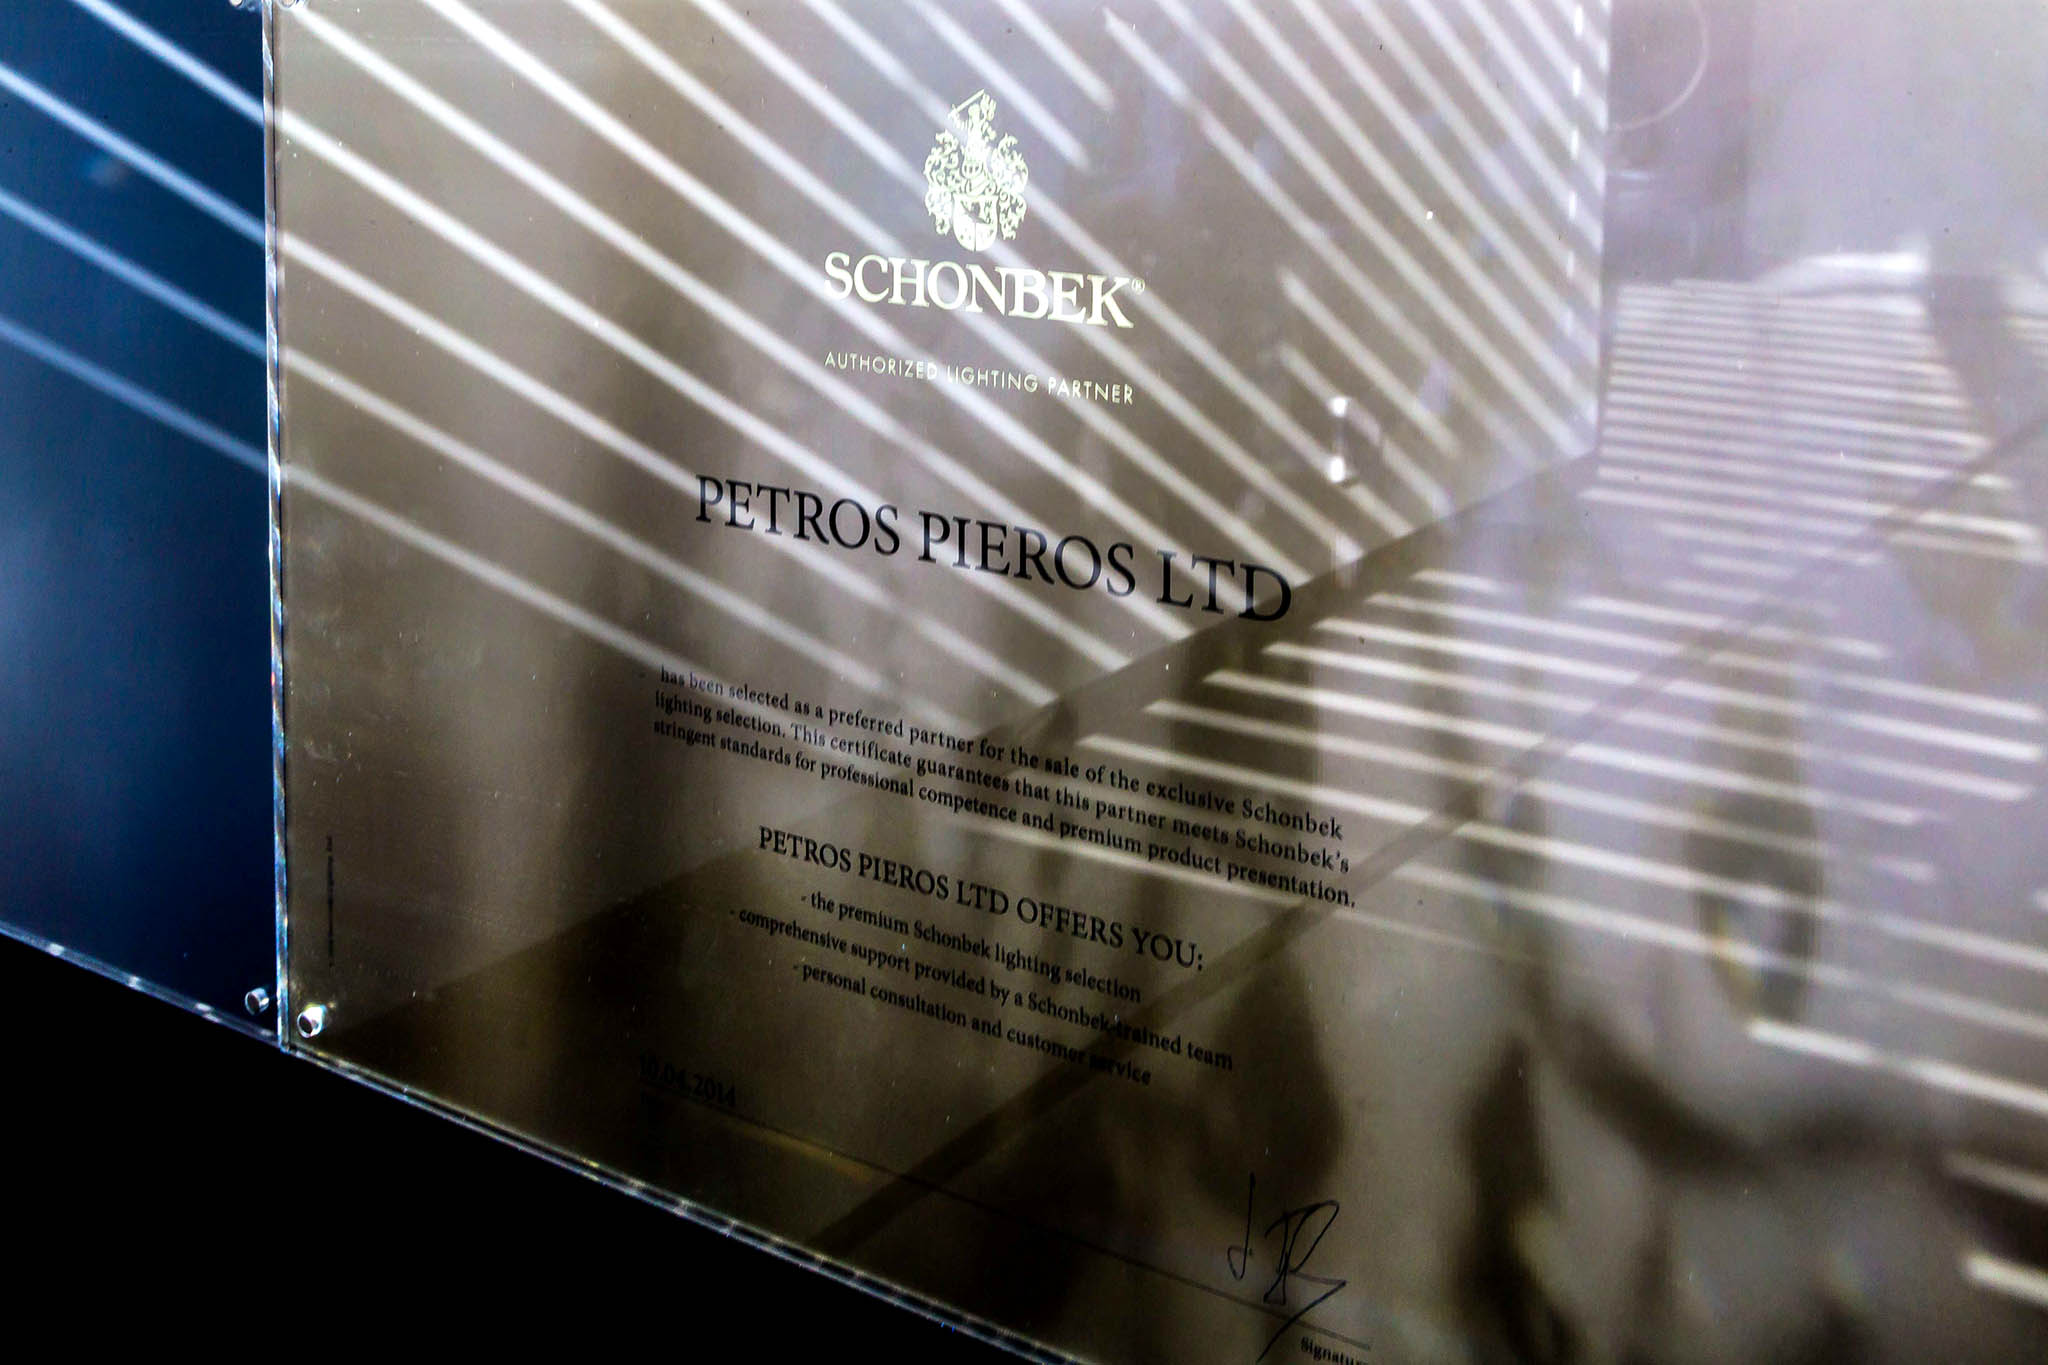 SCHONBEK®
AUTHORIZED LIGHTING PARTNER
PETROS PIEROS LTD
has been selected as a preferred partner for the sale of the exclusive Schonbek
lighting selection. This certificate guarantees that this partner meets Schonbek's
stringent standards for professional competence and premium product presentation.
PETROS PIEROS LTD OFFERS YOU:
- the premium Schonbek lighting selection
- comprehensive support provided by a Schonbek-trained team
- personal consultation and customer service
10.04.2014